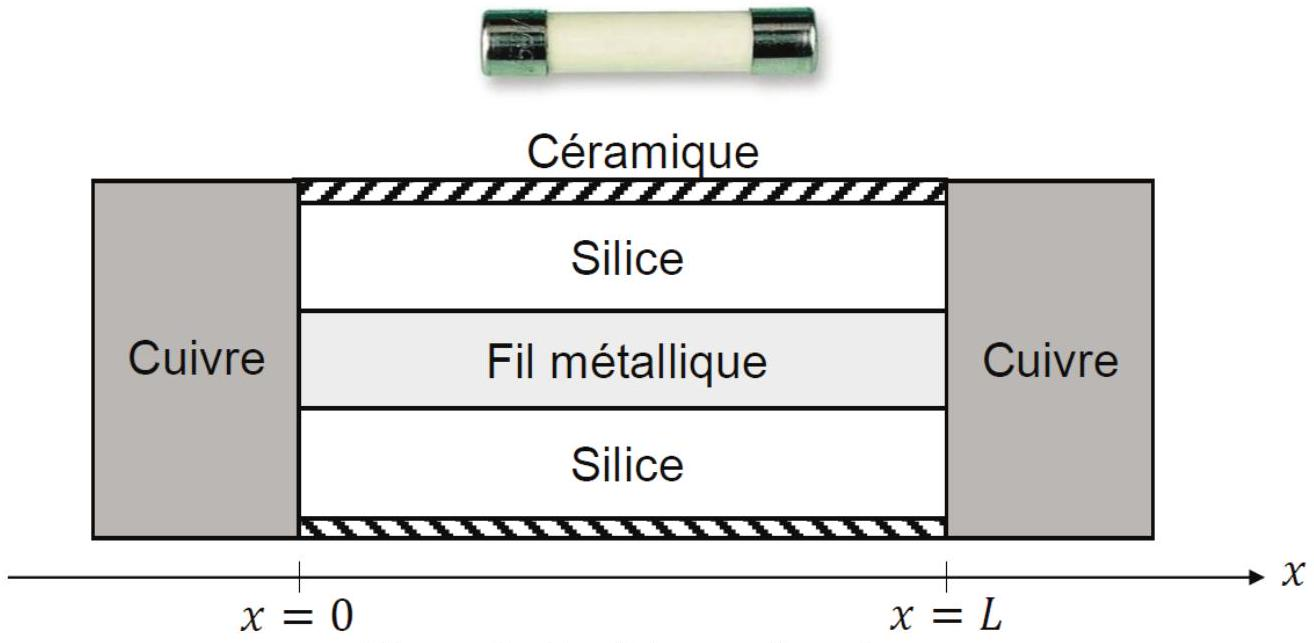 Céramique
Silice
Cuivre Fil métallique Cuivre
Silice
x = 0 x = L x